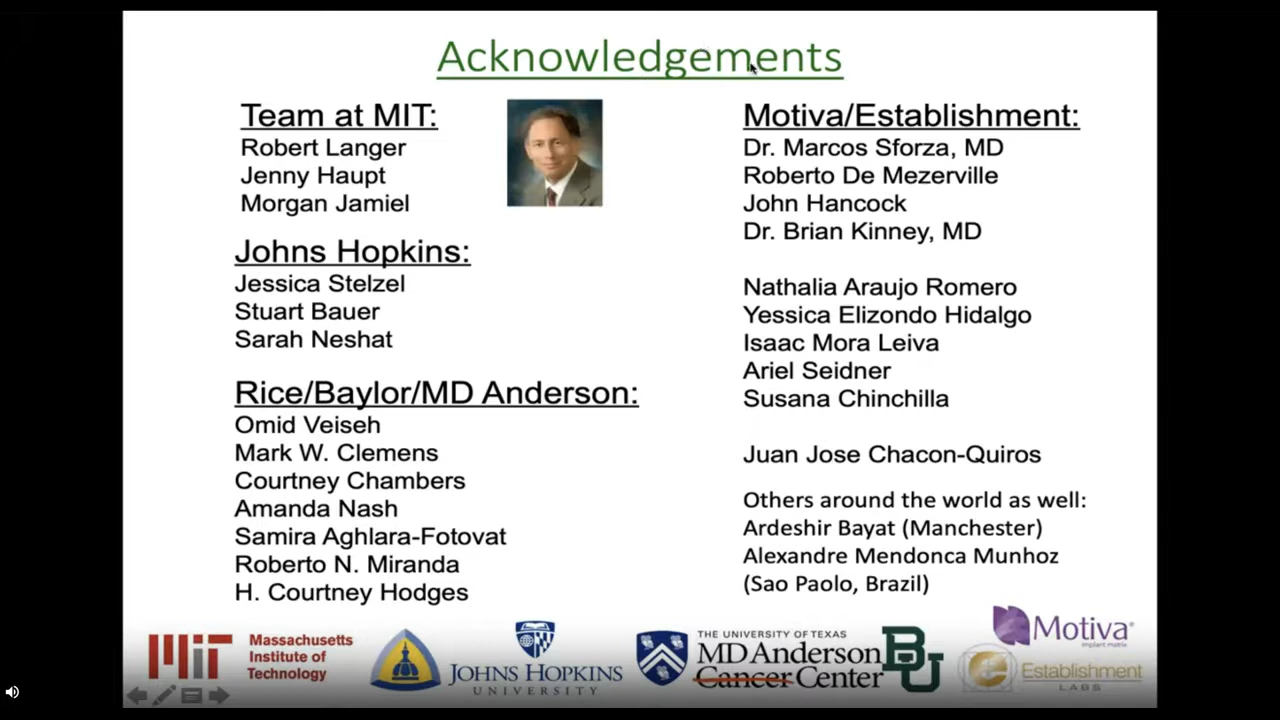 Acknowledgements
Team at MIT:
Robert Langer
Jenny Haupt
Morgan Jamiel
Johns Hopkins:
Jessica Stelzel
Stuart Bauer
Sarah Neshat
Rice/Baylor/MD Anderson:
Omid Veiseh
Mark W. Clemens
Courtney Chambers
Amanda Nash
Samira Aghlara-Fotovat
Roberto N. Miranda
H. Courtney Hodges
Motiva/Establishment:
Dr. Marcos Sforza, MD
Roberto De Mezerville
John Hancock
Dr. Brian Kinney, MD
Nathalia Araujo Romero
Yessica Elizondo Hidalgo
Isaac Mora Leiva
Ariel Seidner
Susana Chinchilla
Juan Jose Chacon-Quiros
Others around the world as well:
Ardeshir Bayat (Manchester)
Alexandre Mendonca Munhoz
(Sao Paolo, Brazil)
MIT
Massachusetts
Institute of
Technology
JOHNS HOPKINS
UNIVERSITY
THE UNIVERSITY OF TEXAS
MD Anderson
Cancer Center
BU
Motiva®
implant matrix
Establishment
LABS